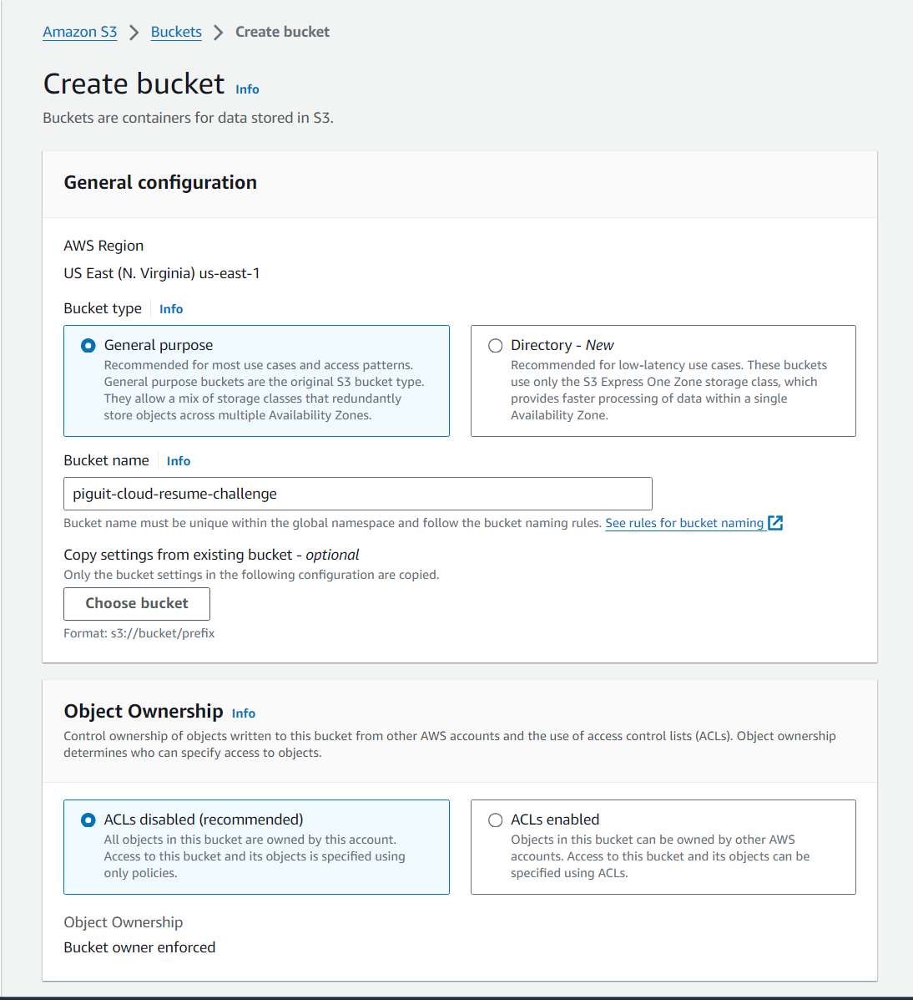 Amazon S3 > Buckets > Create bucket
Create bucket Info
Buckets are containers for data stored in S3.
General configuration
AWS Region
US East (N. Virginia) us-east-1
Bucket type Info
General purpose
Recommended for most use cases and access patterns.
General purpose buckets are the original S3 bucket type.
They allow a mix of storage classes that redundantly
store objects across multiple Availability Zones.
Directory - New
Recommended for low-latency use cases. These buckets
use only the S3 Express One Zone storage class, which
provides faster processing of data within a single
Availability Zone.
Bucket name Info
piguit-cloud-resume-challenge
Bucket name must be unique within the global namespace and follow the bucket naming rules. See rules for bucket naming
Copy settings from existing bucket - optional
Only the bucket settings in the following configuration are copied.
Choose bucket
Format: s3://bucket/prefix
Object Ownership Info
Control ownership of objects written to this bucket from other AWS accounts and the use of access control lists (ACLs). Object ownership
determines who can specify access to objects.
ACLs disabled (recommended)
All objects in this bucket are owned by this account.
Access to this bucket and its objects is specified using
only policies.
ACLs enabled
Objects in this bucket can be owned by other AWS
accounts. Access to this bucket and its objects can be
specified using ACLs.
Object Ownership
Bucket owner enforced